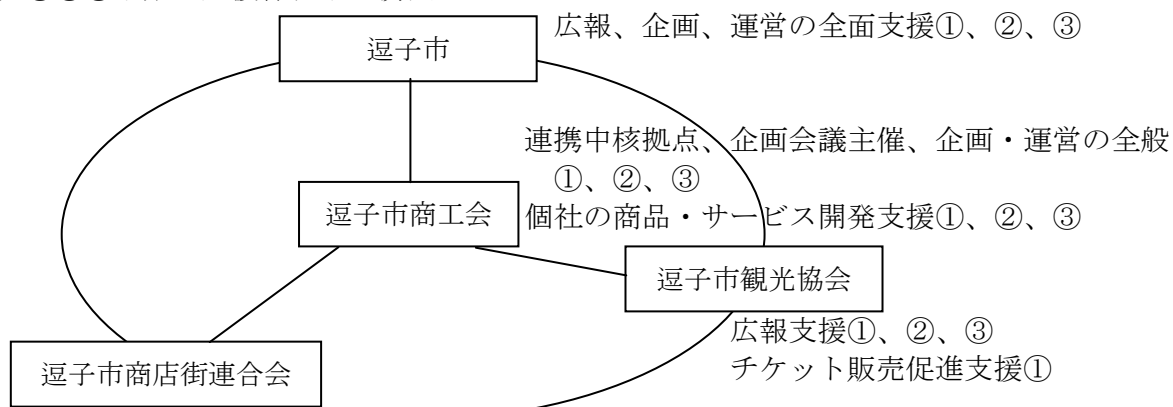 広報、企画、運営の全面支援①、②、③
逗子市
連携中核拠点、企画会議主催、企画・運営の全般
①、②、③
逗子市商工会
個社の商品・サービス開発支援①、②、③
逗子市観光協会
広報支援①、②、③
チケット販売促進支援①
逗子市商店街連合会